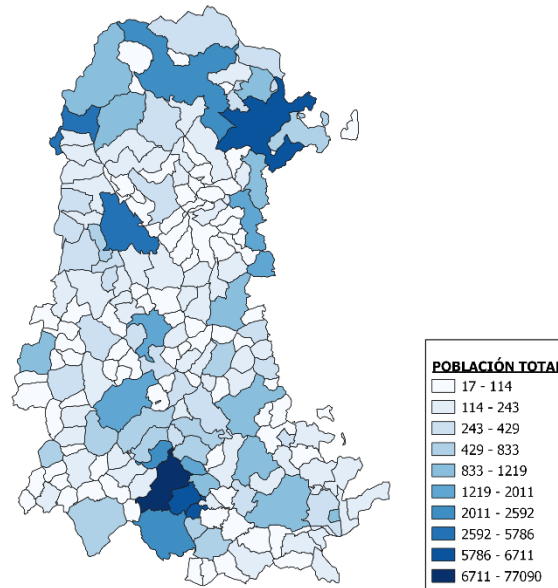 POBLACIÓN TOTAL
17 - 114
114 - 243
243 - 429
429 - 833
833 - 1219
1219 - 2011
2011 - 2592
2592 - 5786
5786 - 6711
6711 - 77090